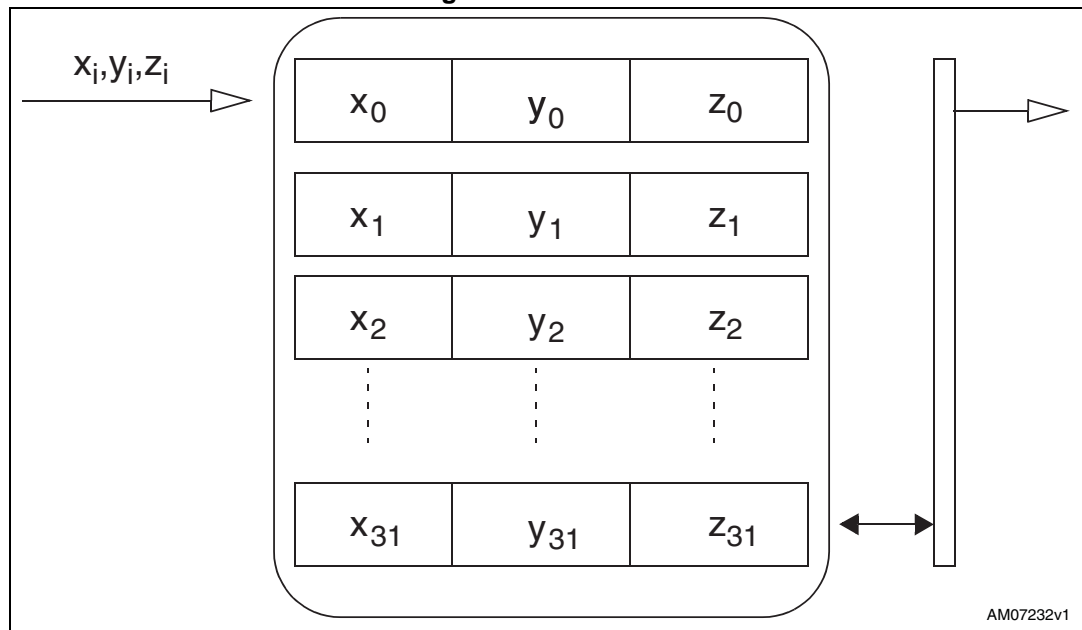 xᵢ,yᵢ,zᵢ
x₀ y₀ z₀
x₁ y₁ z₁
x₂ y₂ z₂
x₃₁ y₃₁ z₃₁
AM07232v1